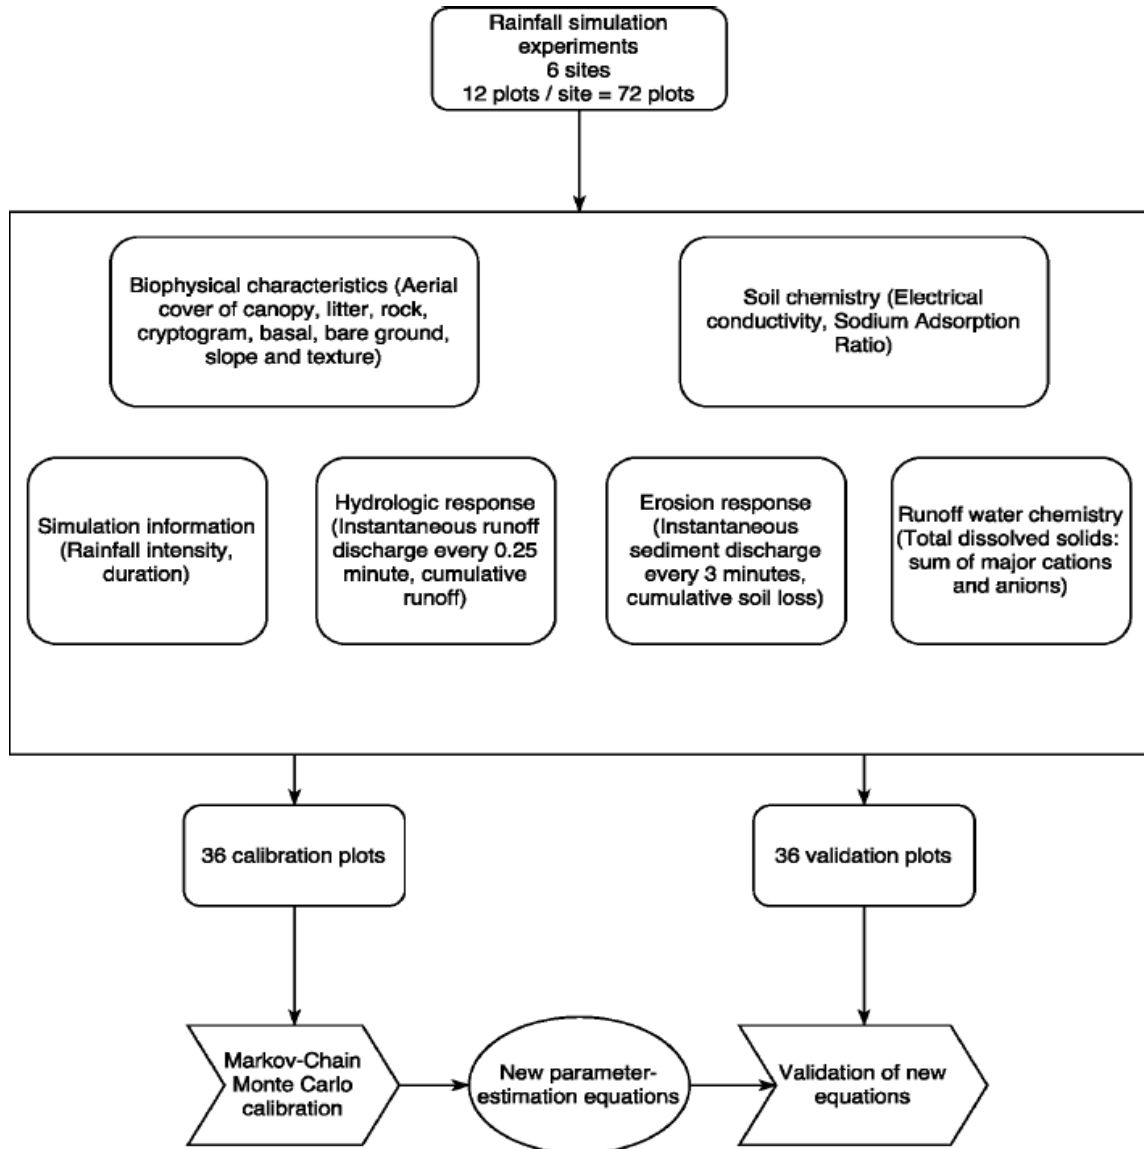 Rainfall simulation
experiments
6 sites
12 plots / site = 72 plots
Biophysical characteristics (Aerial
cover of canopy, litter, rock,
cryptogram, basal, bare ground,
slope and texture)
Soil chemistry (Electrical
conductivity, Sodium Adsorption
Ratio)
Simulation information
(Rainfall intensity,
duration)
Hydrologic response
(Instantaneous runoff
discharge every 0.25
minute, cumulative
runoff)
Erosion response
(Instantaneous
sediment discharge
every 3 minutes,
cumulative soil loss)
Runoff water chemistry
(Total dissolved solids:
sum of major cations
and anions)
36 calibration plots
36 validation plots
Markov-Chain
Monte Carlo
calibration
New parameter-
estimation equations
Validation of new
equations